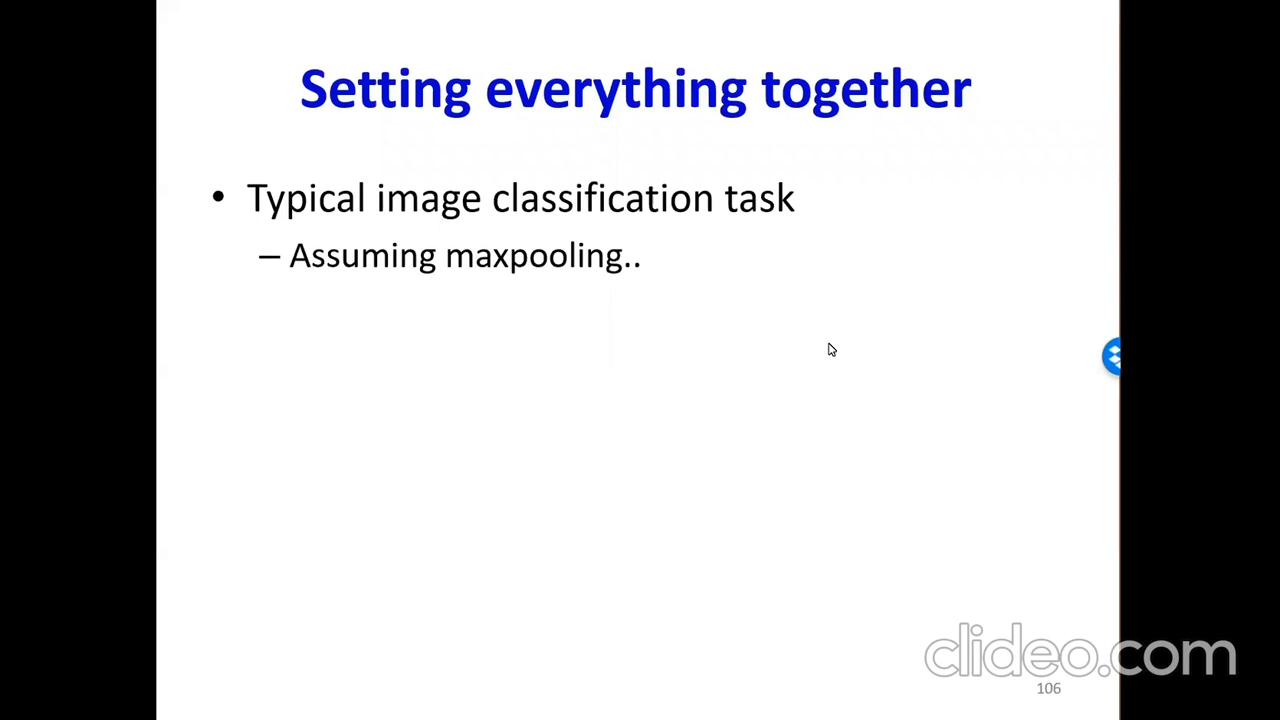 Setting everything together
• Typical image classification task
– Assuming maxpooling..
clideo.com
106